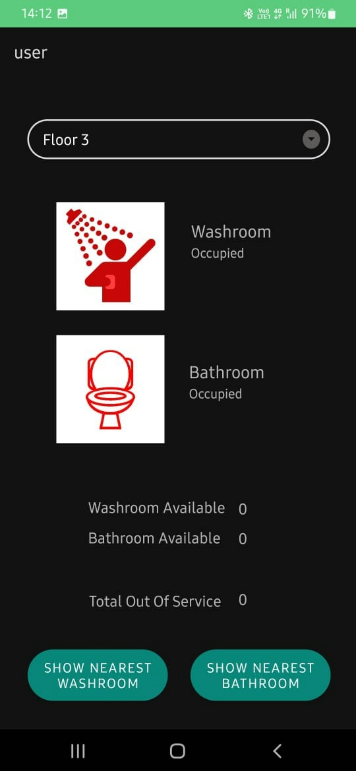 14:12 91%
user
Floor 3
Washroom
Occupied
Bathroom
Occupied
Washroom Available 0
Bathroom Available 0
Total Out Of Service 0
SHOW NEAREST
WASHROOM
SHOW NEAREST
BATHROOM